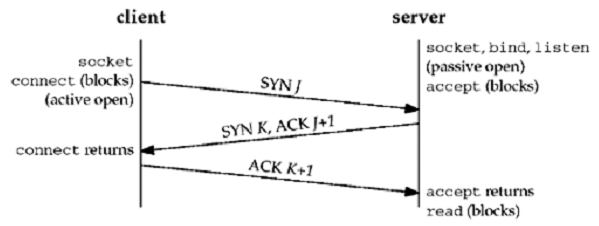 client
server
socket
connect (blocks)
(active open)
socket, bind, listen
(passive open)
accept (blocks)
SYN J
SYN K, ACK J+1
connect returns
ACK K+1
accept returns
read (blocks)